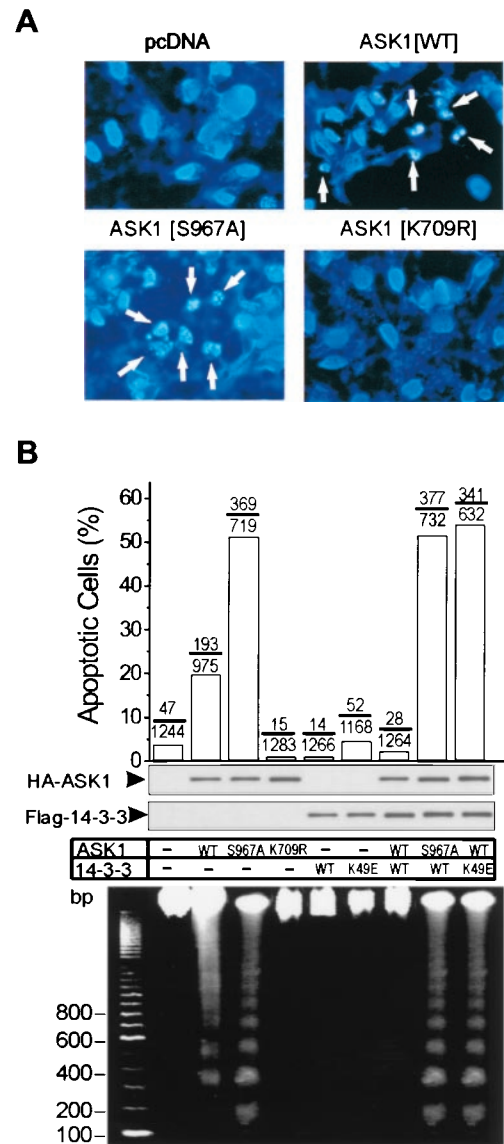 A
pcDNA
ASK1[WT]
ASK1 [S967A]
ASK1 [K709R]
B
Apoptotic Cells (%)
60
50
40
30
20
10
0
47
1244
193
975
369
719
15
1283
14
1266
52
1168
28
1264
377
732
341
632
HA-ASK1
Flag-14-3-3
ASK1 – WT S967A K709R – – WT S967A WT
14-3-3 – – – – WT K49E WT WT K49E
bp
800
600
400
200
100